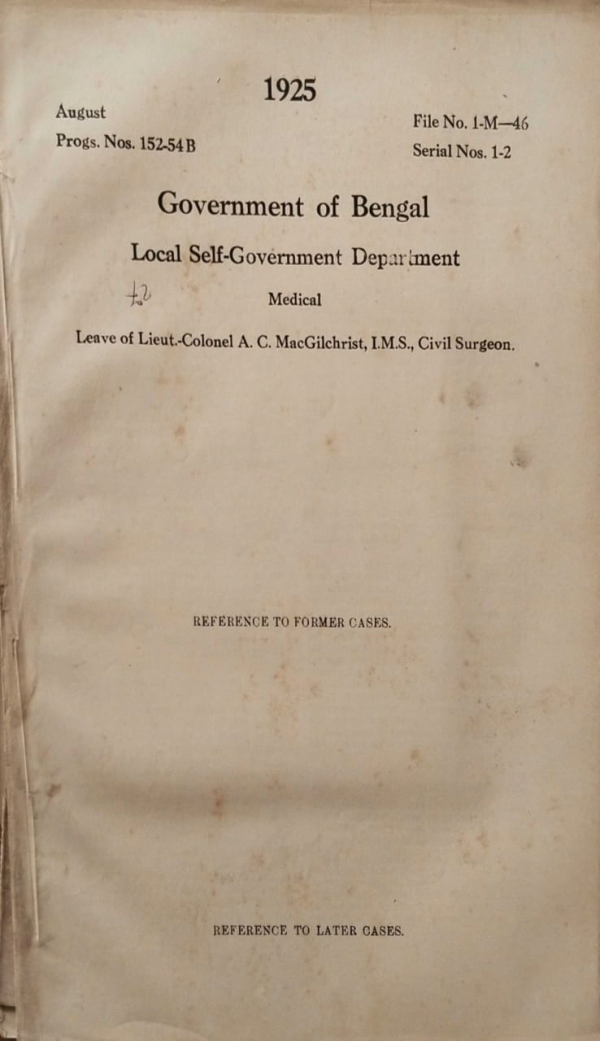 1925
August
File No. 1-M—46
Progs. Nos. 152-54 B
Serial Nos. 1-2
Government of Bengal
Local Self-Government Department
Medical
Leave of Lieut.-Colonel A. C. MacGilchrist, I.M.S., Civil Surgeon.
REFERENCE TO FORMER CASES.
REFERENCE TO LATER CASES.